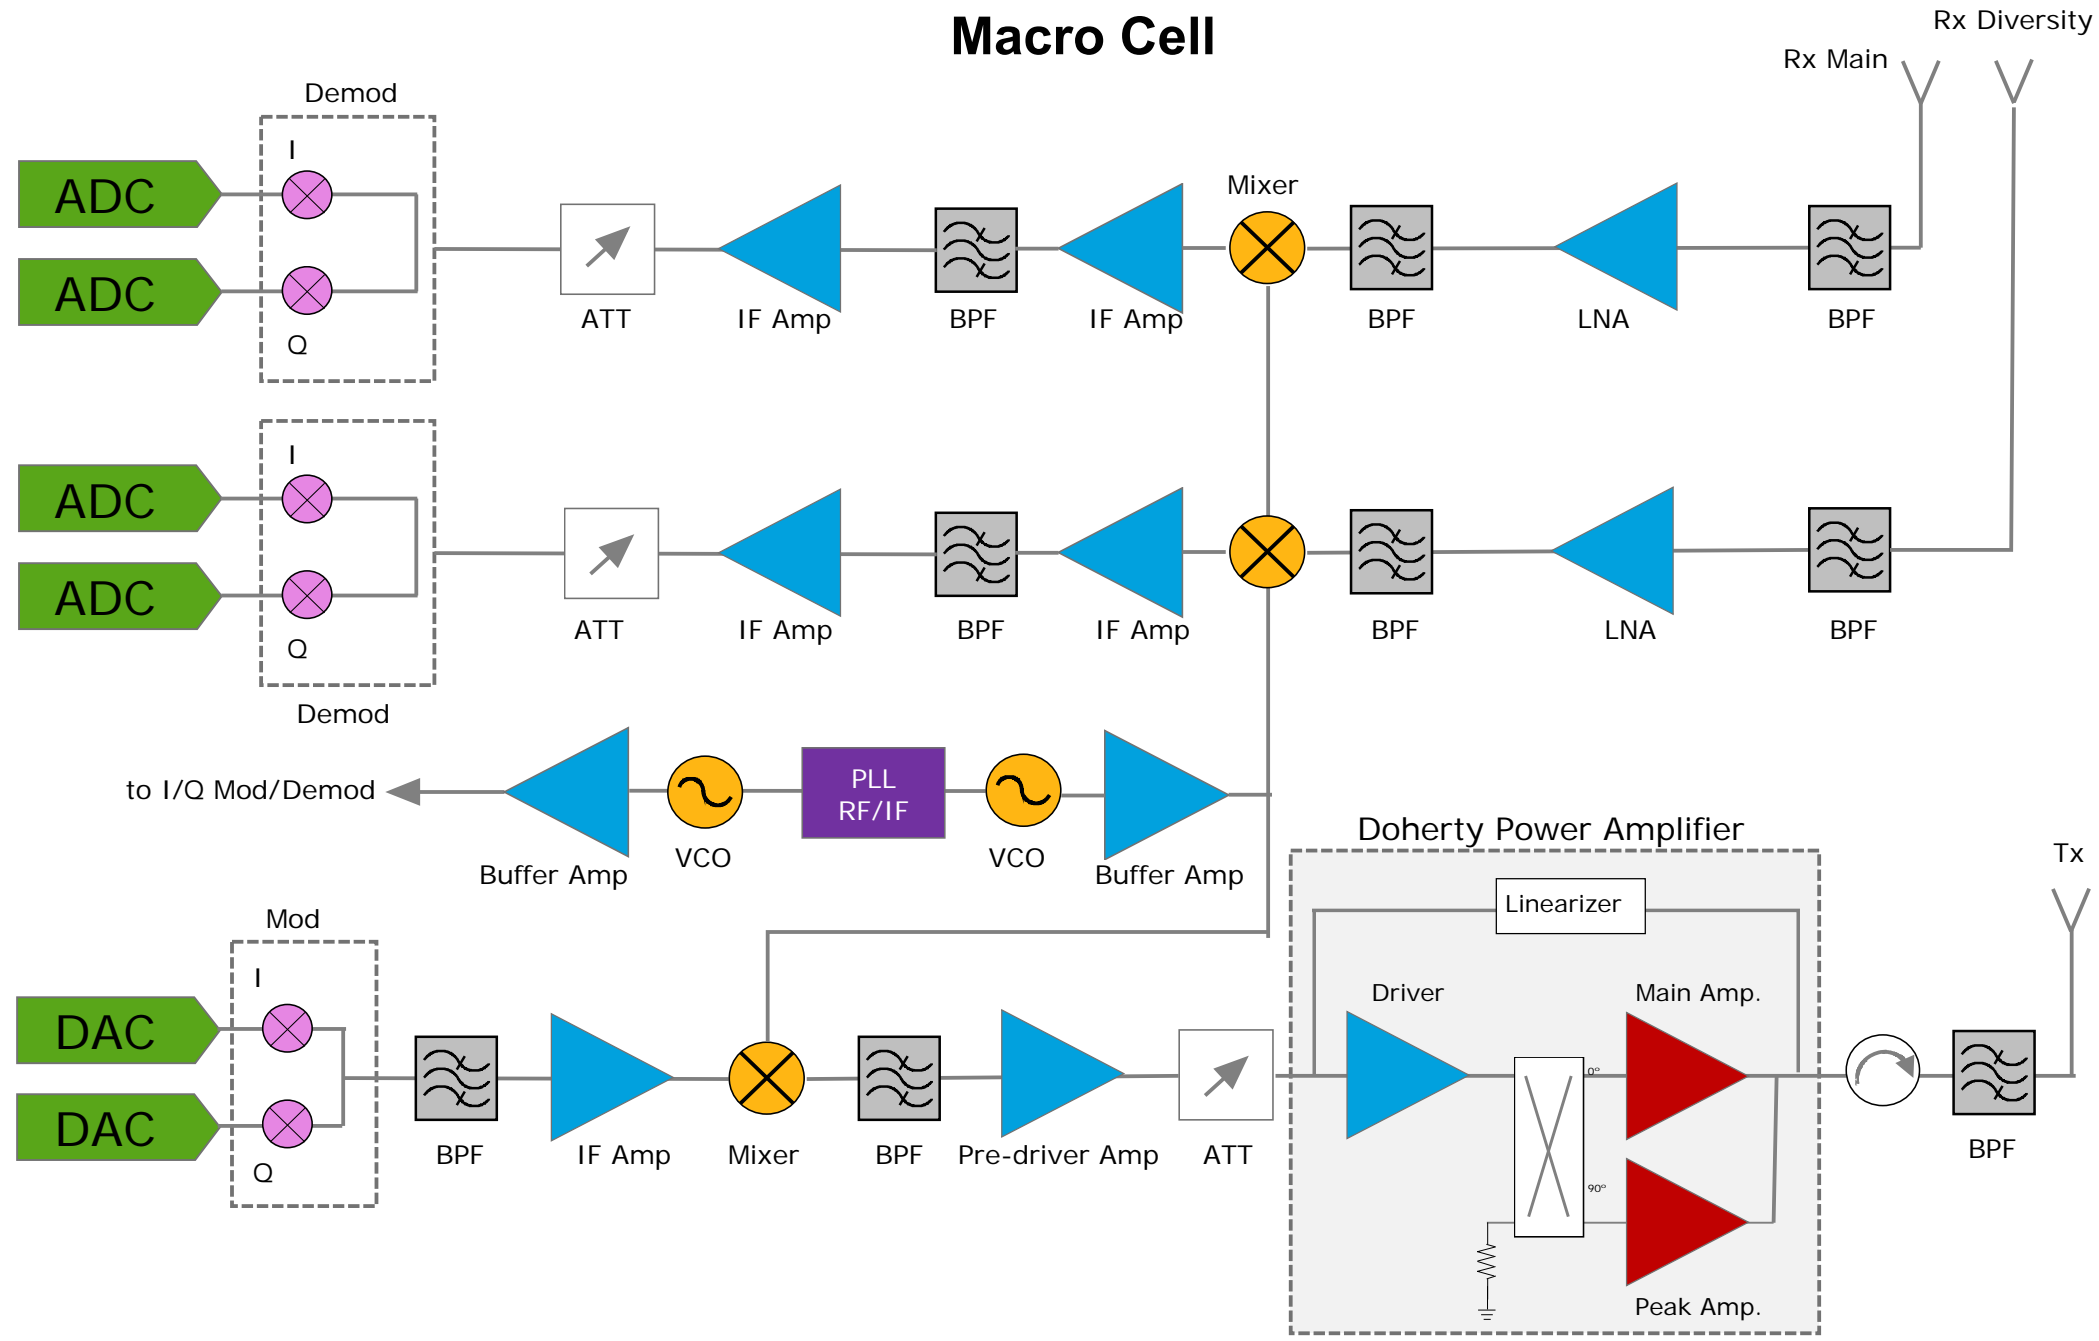 Macro Cell
Rx Diversity
Rx Main
Demod
I
ADC
Mixer
ADC
Q
ATT
IF Amp
BPF
IF Amp
BPF
LNA
BPF
I
ADC
ADC
Q
ATT
IF Amp
BPF
IF Amp
BPF
LNA
BPF
Demod
to I/Q Mod/Demod
PLL
RF/IF
Buffer Amp
VCO
VCO
Buffer Amp
Doherty Power Amplifier
Tx
Linearizer
Mod
I
DAC
DAC
Q
BPF
IF Amp
Mixer
BPF
Pre-driver Amp
ATT
Driver
Main Amp.
0°
90°
Peak Amp.
BPF